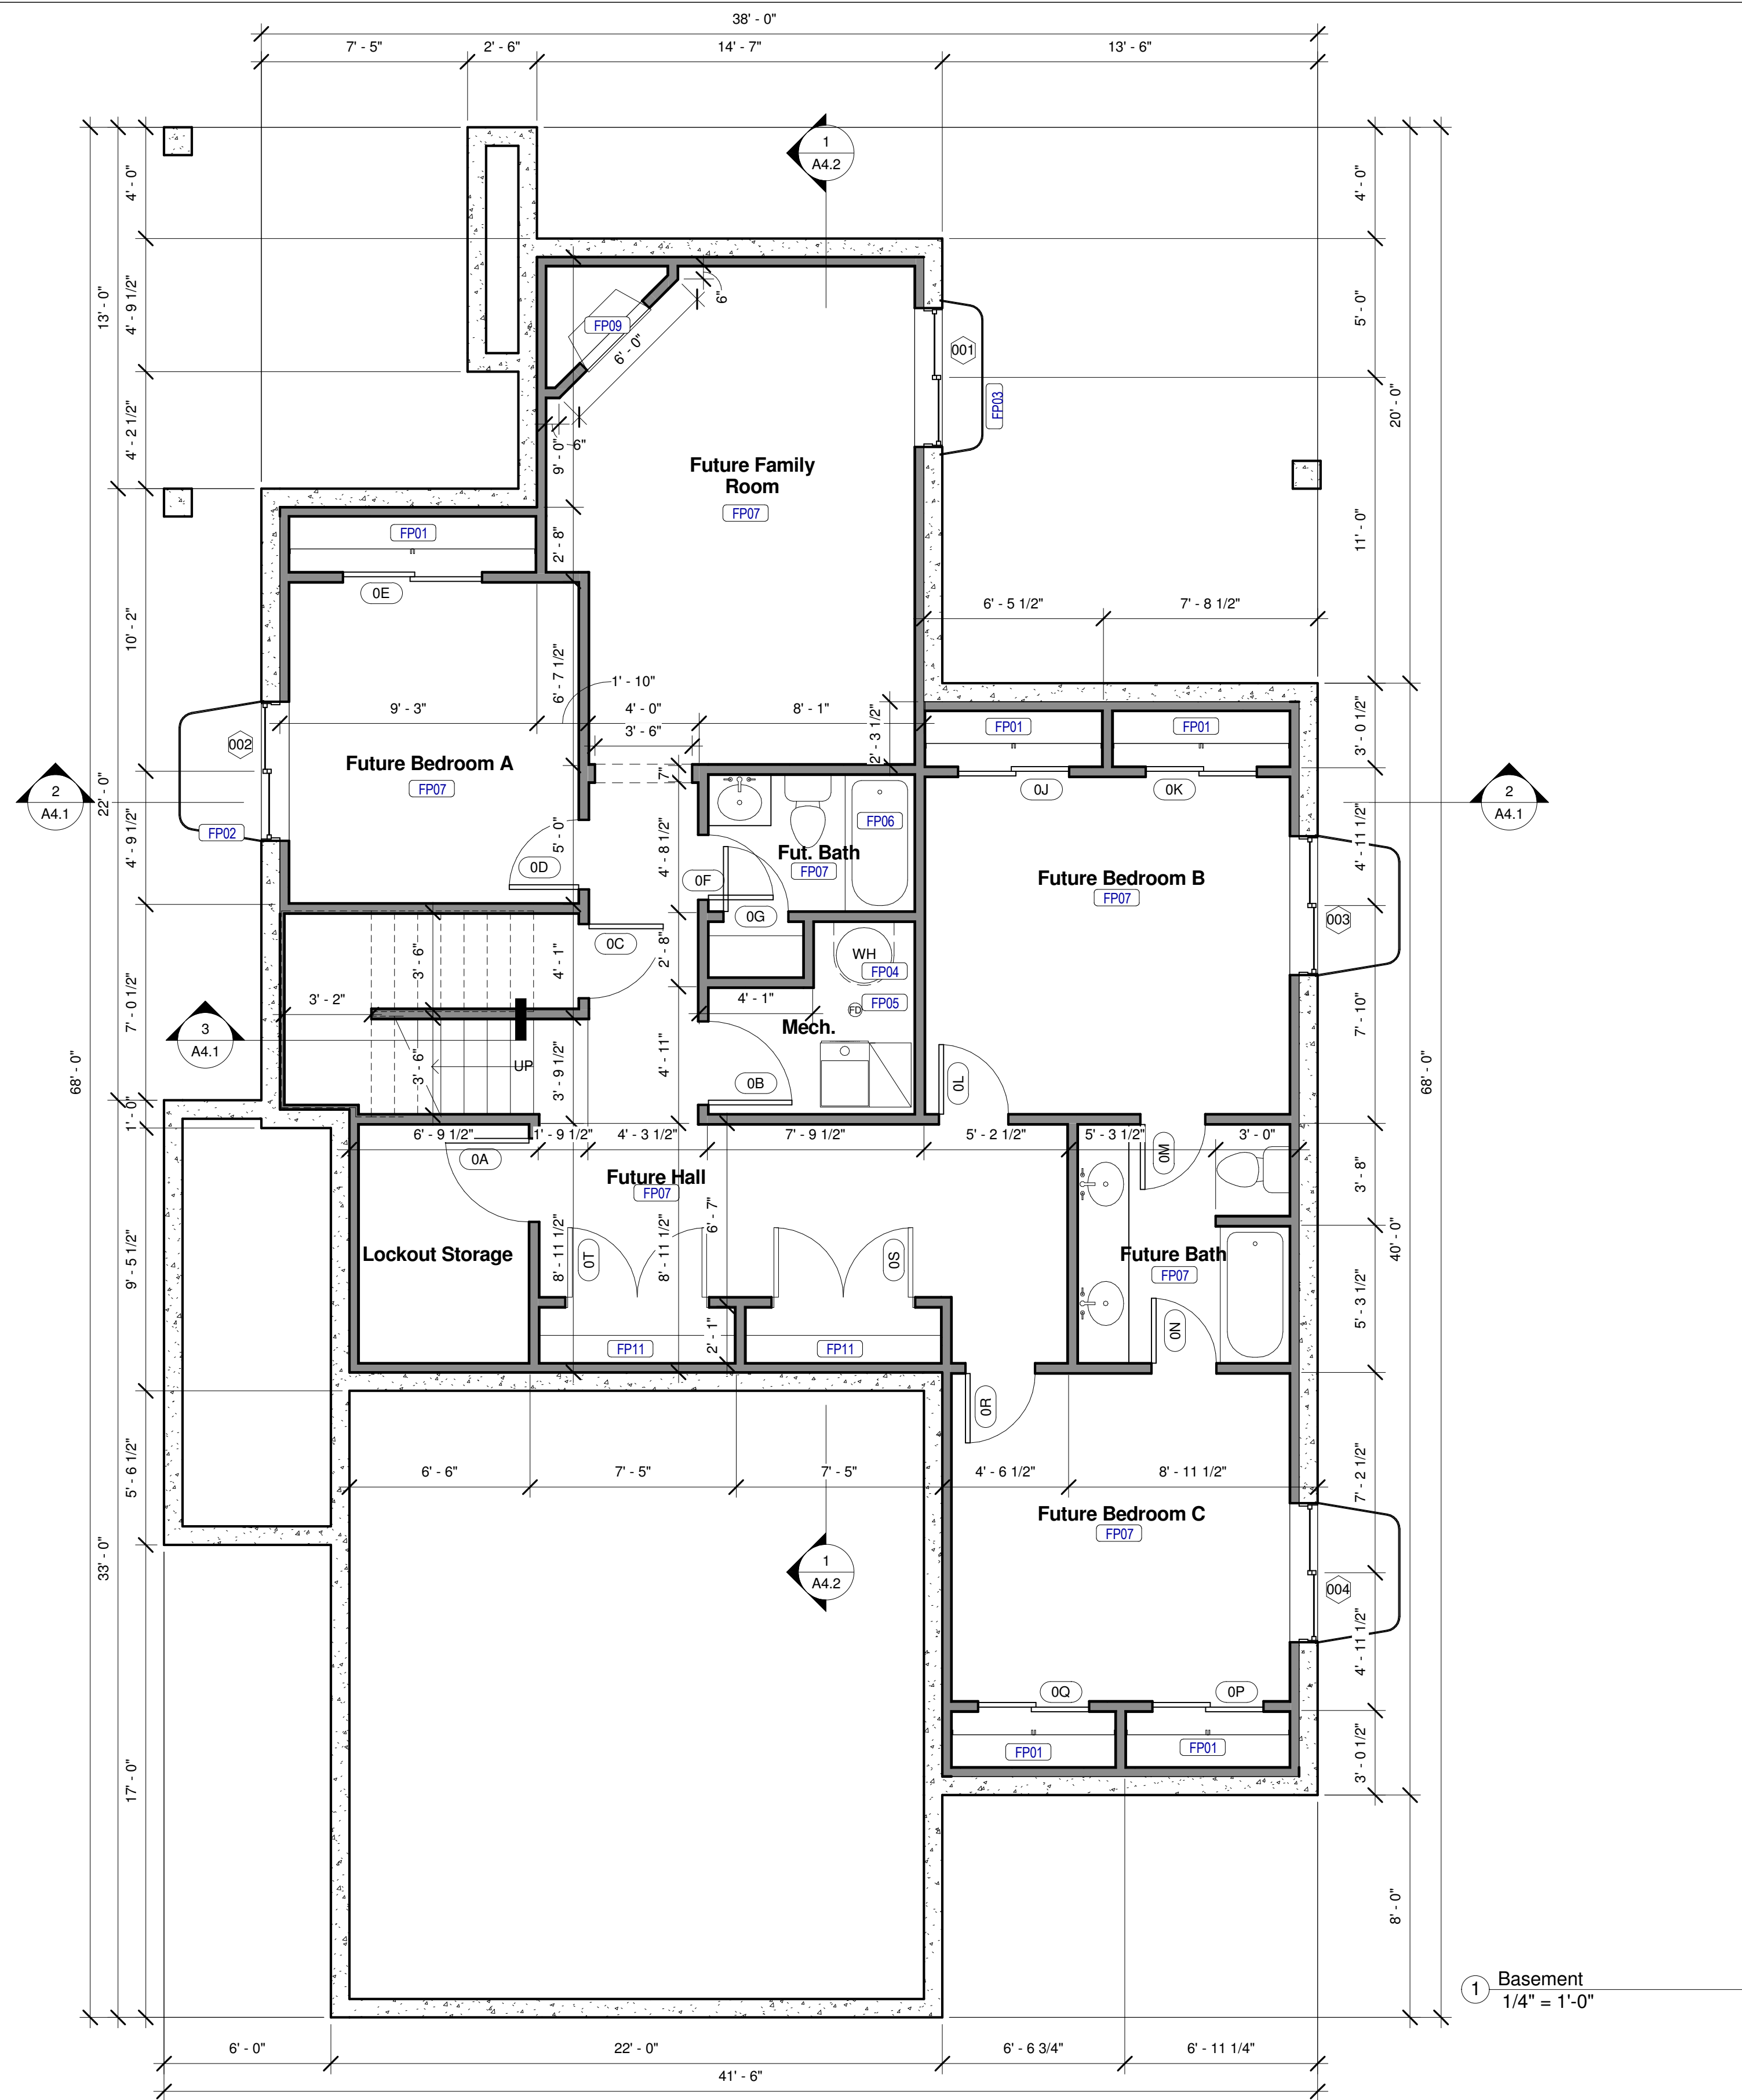 38' - 0"
7' - 5"
2' - 6"
14' - 7"
13' - 6"
1
A4.2
4' - 0"
4' - 0"
13' - 0"
4' - 9 1/2"
4' - 2 1/2"
6"
FP09
6' - 0"
6"
9' - 0"
001
FP03
5' - 0"
20' - 0"
11' - 0"
Future Family
Room
FP07
FP01
2' - 8"
0E
10' - 2"
6' - 5 1/2"
7' - 8 1/2"
6' - 7 1/2"
1' - 10"
9' - 3"
4' - 0"
8' - 1"
3' - 6"
2' - 3 1/2"
FP01
FP01
3' - 0 1/2"
002
Future Bedroom A
FP07
7"
0J
0K
2
A4.1
22' - 0"
2
A4.1
FP02
4' - 9 1/2"
5' - 0"
4' - 8 1/2"
FP06
Fut. Bath
FP07
4' - 11 1/2"
0D
0F
Future Bedroom B
FP07
0G
003
3' - 6"
4' - 1"
0C
2' - 8"
WH
FP04
FP05
FD
7' - 0 1/2"
3' - 2"
4' - 1"
Mech.
7' - 10"
3
A4.1
3' - 6"
UP
3' - 9 1/2"
4' - 11"
0B
0L
68' - 0"
68' - 0"
1' - 0"
6' - 9 1/2"
1' - 9 1/2"
4' - 3 1/2"
7' - 9 1/2"
5' - 2 1/2"
5' - 3 1/2"
3' - 0"
0A
0M
Future Hall
FP07
3' - 8"
6' - 7"
9' - 5 1/2"
Lockout Storage
8' - 11 1/2"
0T
8' - 11 1/2"
0S
Future Bath
FP07
40' - 0"
0N
5' - 3 1/2"
2' - 1"
FP11
FP11
0R
5' - 6 1/2"
6' - 6"
7' - 5"
7' - 5"
4' - 6 1/2"
8' - 11 1/2"
7' - 2 1/2"
Future Bedroom C
FP07
33' - 0"
1
A4.2
004
4' - 11 1/2"
0Q
0P
FP01
FP01
3' - 0 1/2"
17' - 0"
8' - 0"
1
Basement
1/4" = 1'-0"
6' - 0"
22' - 0"
6' - 6 3/4"
6' - 11 1/4"
41' - 6"